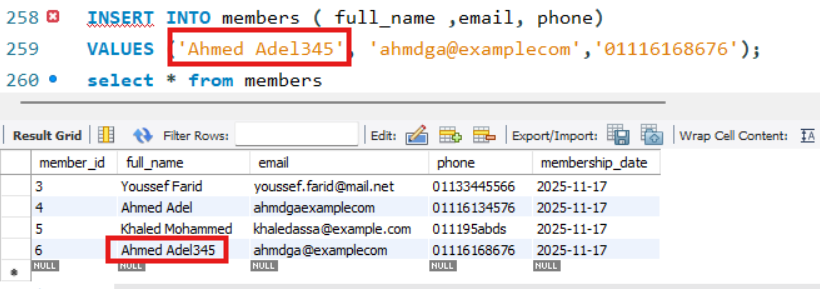 258 INSERT INTO members ( full_name ,email, phone)
259 VALUES ('Ahmed Adel345', 'ahmdga@examplecom','01116168676');
260 select * from members
Result Grid Filter Rows: Edit: Export/Import: Wrap Cell Content:
member_id full_name email phone membership_date
3 Youssef Farid youssef.farid@mail.net 01133445566 2025-11-17
4 Ahmed Adel ahmdgaexamplecom 01116134576 2025-11-17
5 Khaled Mohammed khaledassa@example.com 011195abds 2025-11-17
6 Ahmed Adel345 ahmdga@examplecom 01116168676 2025-11-17
NULL NULL NULL NULL NULL